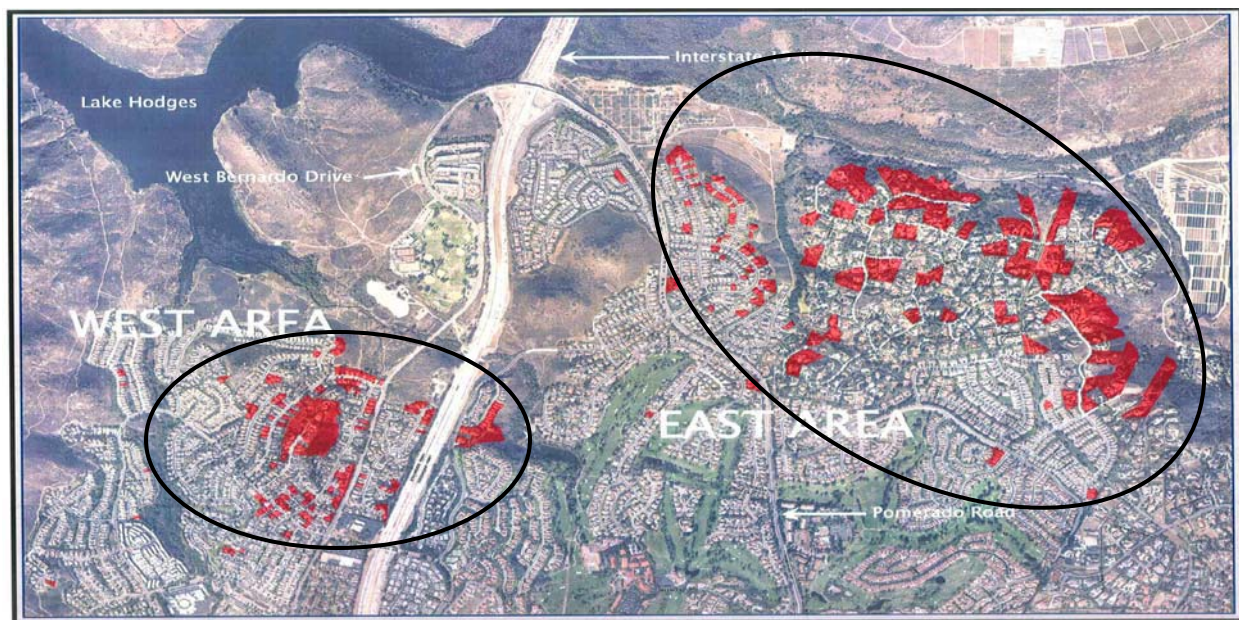 Interstate
Lake Hodges
West Bernardo Drive
WEST AREA
EAST AREA
Pomerado Road